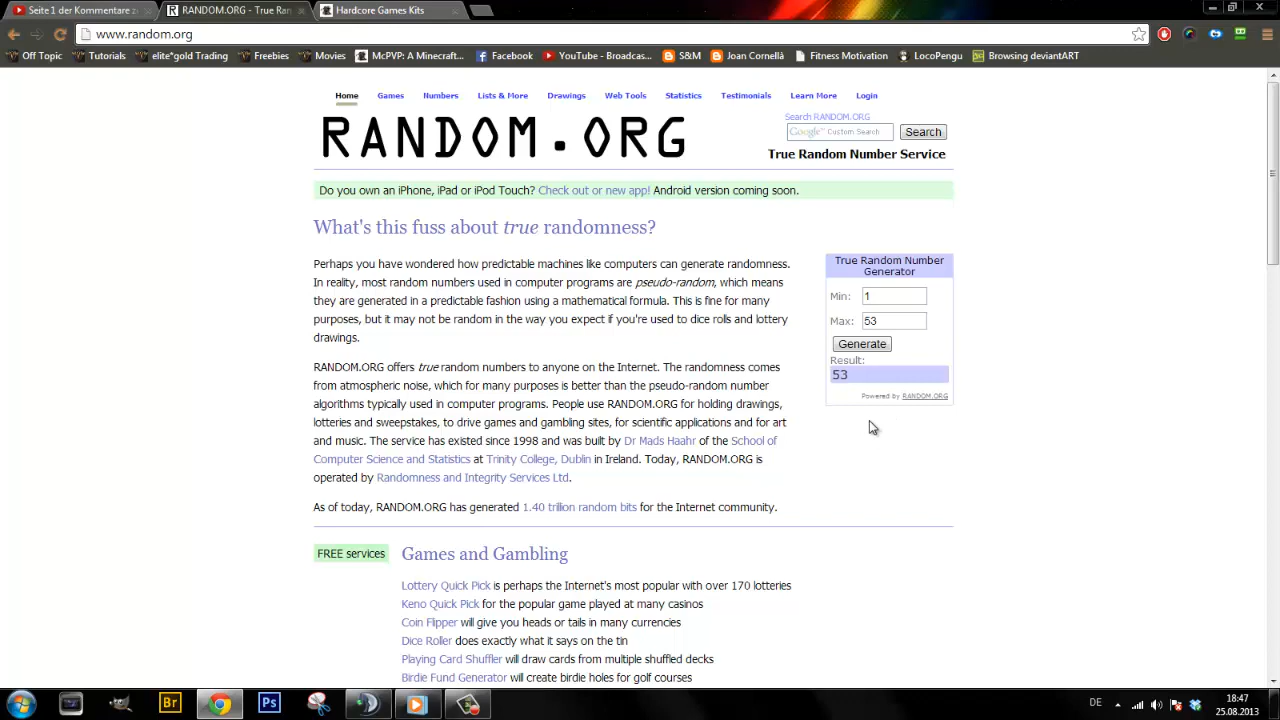 Seite 1 der Kommentare z
RANDOM.ORG - True Ran
Hardcore Games Kits
www.random.org
Off Topic
Tutorials
elite*gold Trading
Freebies
Movies
McPVP: A Minecraft...
Facebook
YouTube - Broadcas...
S&M
Joan Cornellà
Fitness Motivation
LocoPengu
Browsing deviantART
Home Games Numbers Lists & More Drawings Web Tools Statistics Testimonials Learn More Login
Search RANDOM.ORG
Google™ Custom Search
Search
RANDOM.ORG
True Random Number Service
Do you own an iPhone, iPad or iPod Touch? Check out or new app! Android version coming soon.
What's this fuss about true randomness?
Perhaps you have wondered how predictable machines like computers can generate randomness.
In reality, most random numbers used in computer programs are pseudo-random, which means
they are generated in a predictable fashion using a mathematical formula. This is fine for many
purposes, but it may not be random in the way you expect if you're used to dice rolls and lottery
drawings.
RANDOM.ORG offers true random numbers to anyone on the Internet. The randomness comes
from atmospheric noise, which for many purposes is better than the pseudo-random number
algorithms typically used in computer programs. People use RANDOM.ORG for holding drawings,
lotteries and sweepstakes, to drive games and gambling sites, for scientific applications and for art
and music. The service has existed since 1998 and was built by Dr Mads Haahr of the School of
Computer Science and Statistics at Trinity College, Dublin in Ireland. Today, RANDOM.ORG is
operated by Randomness and Integrity Services Ltd.
As of today, RANDOM.ORG has generated 1.40 trillion random bits for the Internet community.
True Random Number
Generator
Min: 1
Max: 53
Generate
Result:
53
Powered by RANDOM.ORG
FREE services
Games and Gambling
Lottery Quick Pick is perhaps the Internet's most popular with over 170 lotteries
Keno Quick Pick for the popular game played at many casinos
Coin Flipper will give you heads or tails in many currencies
Dice Roller does exactly what it says on the tin
Playing Card Shuffler will draw cards from multiple shuffled decks
Birdie Fund Generator will create birdie holes for golf courses
Br
Ps
DE
18:47
25.08.2013